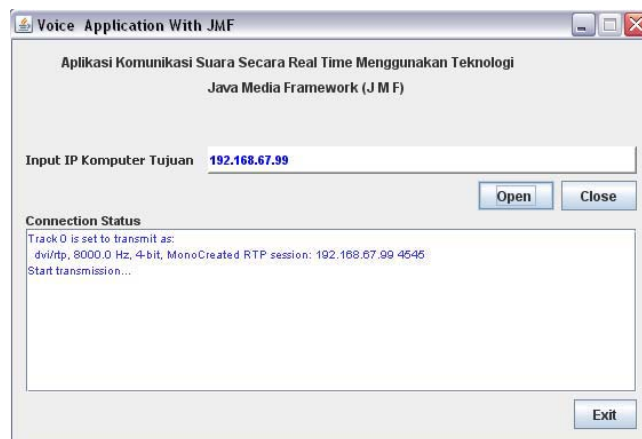 Voice Application With JMF
Aplikasi Komunikasi Suara Secara Real Time Menggunakan Teknologi
Java Media Framework (J M F)
Input IP Komputer Tujuan 192.168.67.99
Open Close
Connection Status
Track 0 is set to transmit as:
dvi/rtp, 8000.0 Hz, 4-bit, MonoCreated RTP session: 192.168.67.99 4545
Start transmission...
Exit